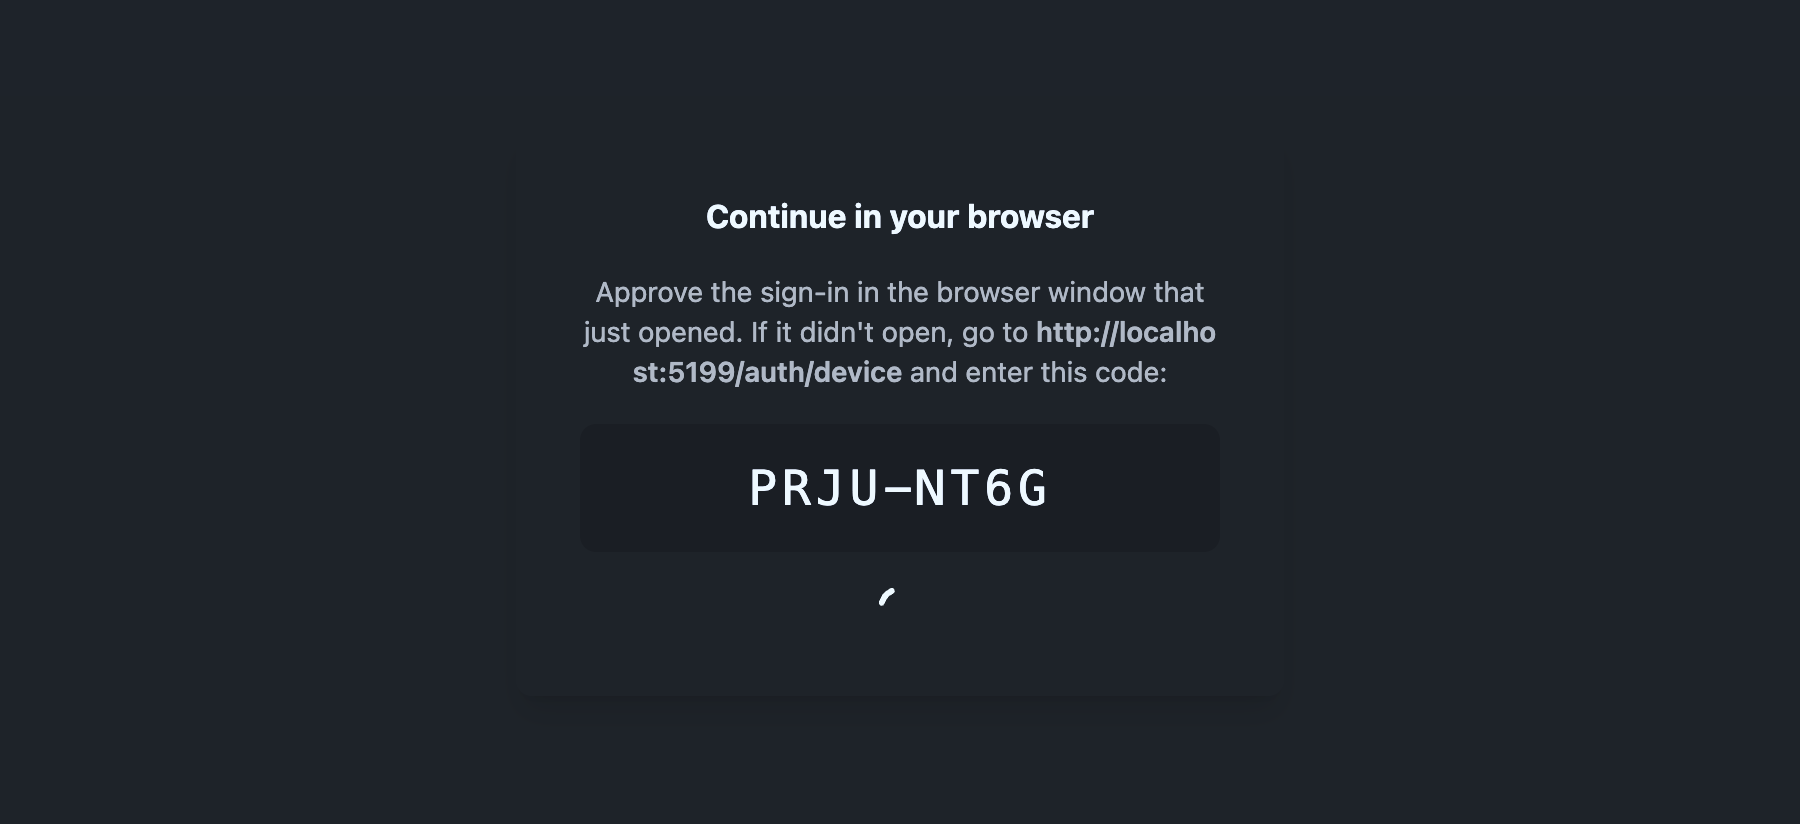 Continue in your browser
Approve the sign-in in the browser window that
just opened. If it didn't open, go to http://localho
st:5199/auth/device and enter this code:
PRJU-NT6G